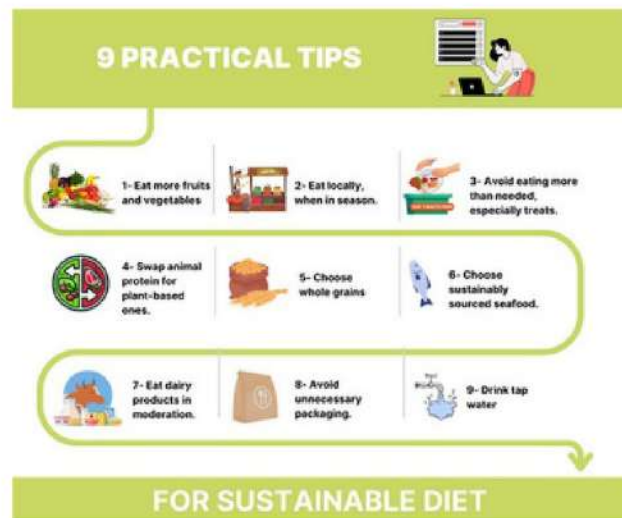 9 PRACTICAL TIPS
1- Eat more fruits
and vegetables
2- Eat locally,
when in season.
3- Avoid eating more
than needed,
especially treats.
4- Swap animal
protein for
plant-based
ones.
5- Choose
whole grains
6- Choose
sustainably
sourced seafood.
7- Eat dairy
products in
moderation.
8- Avoid
unnecessary
packaging.
9- Drink tap
water
FOR SUSTAINABLE DIET